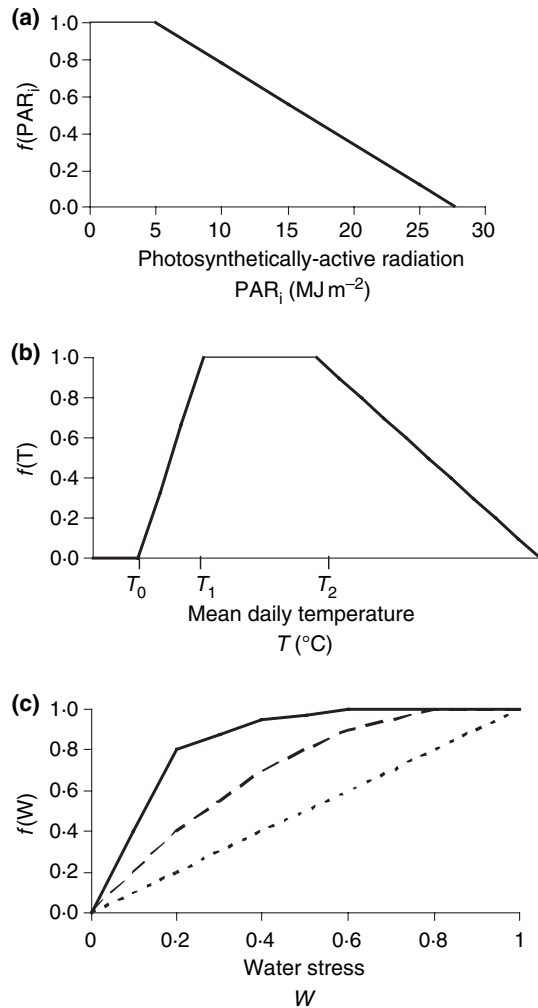 (a)
1·0
0·8
0·6
0·4
0·2
0·0
f(PARi)
0 5 10 15 20 25 30
Photosynthetically-active radiation
PARi (MJ m–2)
(b)
1·0
0·8
0·6
0·4
0·2
0·0
f(T)
T0 T1 T2
Mean daily temperature
T (°C)
(c)
1·0
0·8
0·6
0·4
0·2
0·0
f(W)
0 0·2 0·4 0·6 0·8 1
Water stress
W